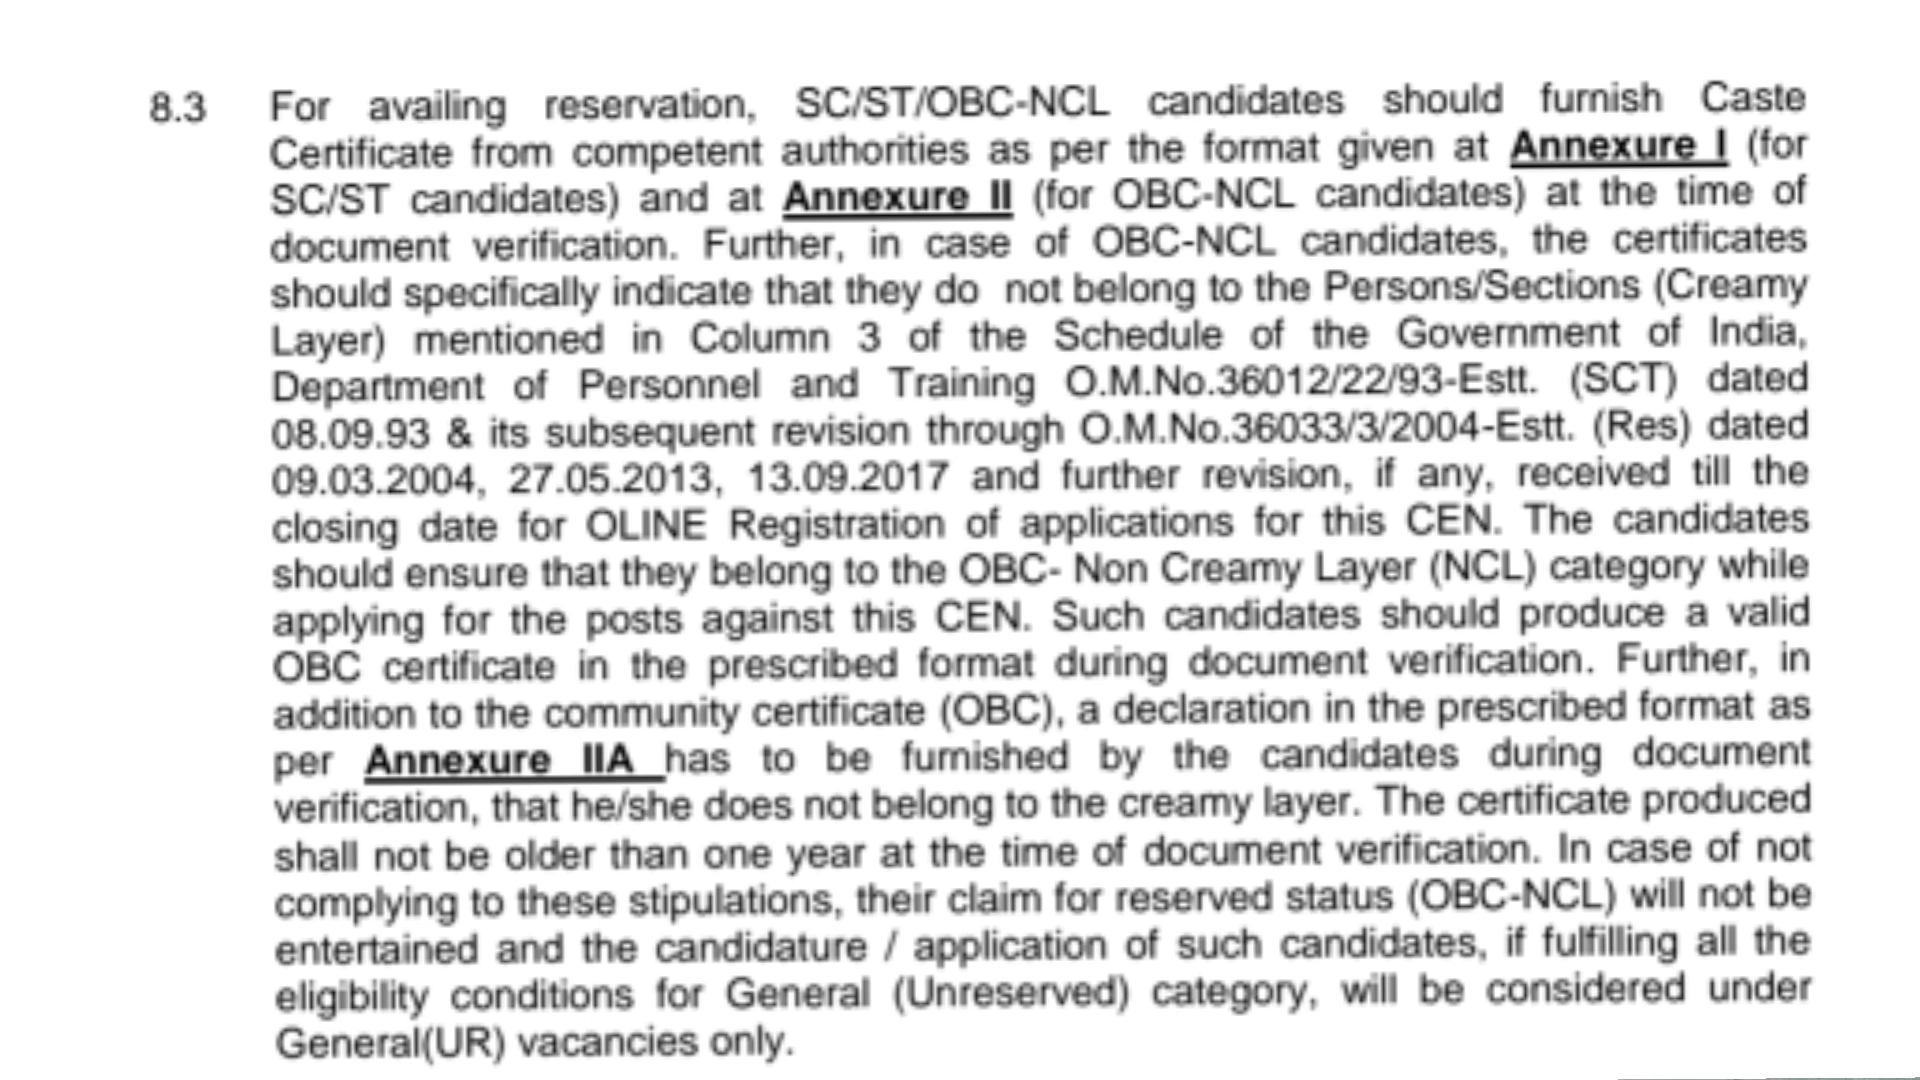 8.3 For availing reservation, SC/ST/OBC-NCL candidates should furnish Caste
Certificate from competent authorities as per the format given at Annexure I (for
SC/ST candidates) and at Annexure II (for OBC-NCL candidates) at the time of
document verification. Further, in case of OBC-NCL candidates, the certificates
should specifically indicate that they do not belong to the Persons/Sections (Creamy
Layer) mentioned in Column 3 of the Schedule of the Government of India,
Department of Personnel and Training O.M.No.36012/22/93-Estt. (SCT) dated
08.09.93 & its subsequent revision through O.M.No.36033/3/2004-Estt. (Res) dated
09.03.2004, 27.05.2013, 13.09.2017 and further revision, if any, received till the
closing date for OLINE Registration of applications for this CEN. The candidates
should ensure that they belong to the OBC- Non Creamy Layer (NCL) category while
applying for the posts against this CEN. Such candidates should produce a valid
OBC certificate in the prescribed format during document verification. Further, in
addition to the community certificate (OBC), a declaration in the prescribed format as
per Annexure IIA has to be furnished by the candidates during document
verification, that he/she does not belong to the creamy layer. The certificate produced
shall not be older than one year at the time of document verification. In case of not
complying to these stipulations, their claim for reserved status (OBC-NCL) will not be
entertained and the candidature / application of such candidates, if fulfilling all the
eligibility conditions for General (Unreserved) category, will be considered under
General(UR) vacancies only.